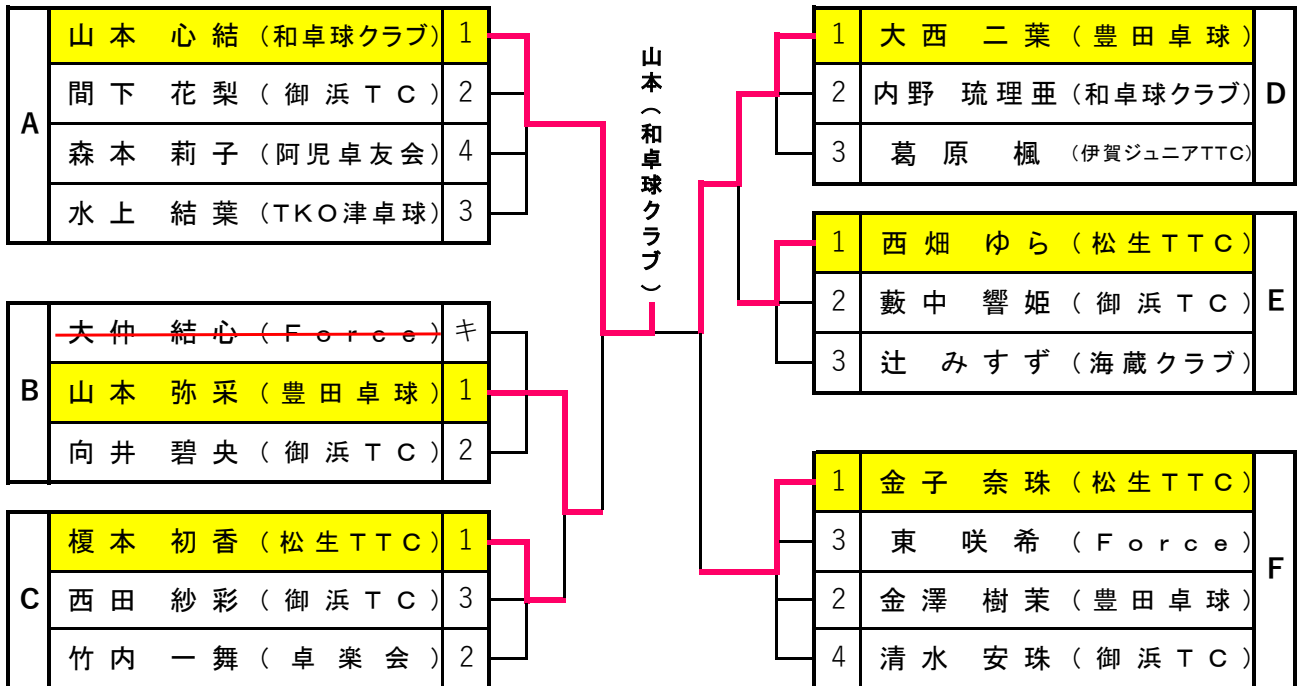 A
山本 心結 (和卓球クラブ) 1
間下 花梨 (御浜TC) 2
森本 莉子 (阿児卓友会) 4
水上 結葉 (TKO津卓球) 3
B
大仲 結心 (Force) キ
山本 弥采 (豊田卓球) 1
向井 碧央 (御浜TC) 2
C
榎本 初香 (松生TTC) 1
西田 紗彩 (御浜TC) 3
竹内 一舞 (卓楽会) 2
山本(和卓球クラブ)
D
1 大西 二葉 (豊田卓球)
2 内野 琉理亜 (和卓球クラブ)
3 葛原 楓 (伊賀ジュニアTTC)
E
1 西畑 ゆら (松生TTC)
2 藪中 響姫 (御浜TC)
3 辻 みすず (海蔵クラブ)
F
1 金子 奈珠 (松生TTC)
3 東 咲希 (Force)
2 金澤 樹茉 (豊田卓球)
4 清水 安珠 (御浜TC)